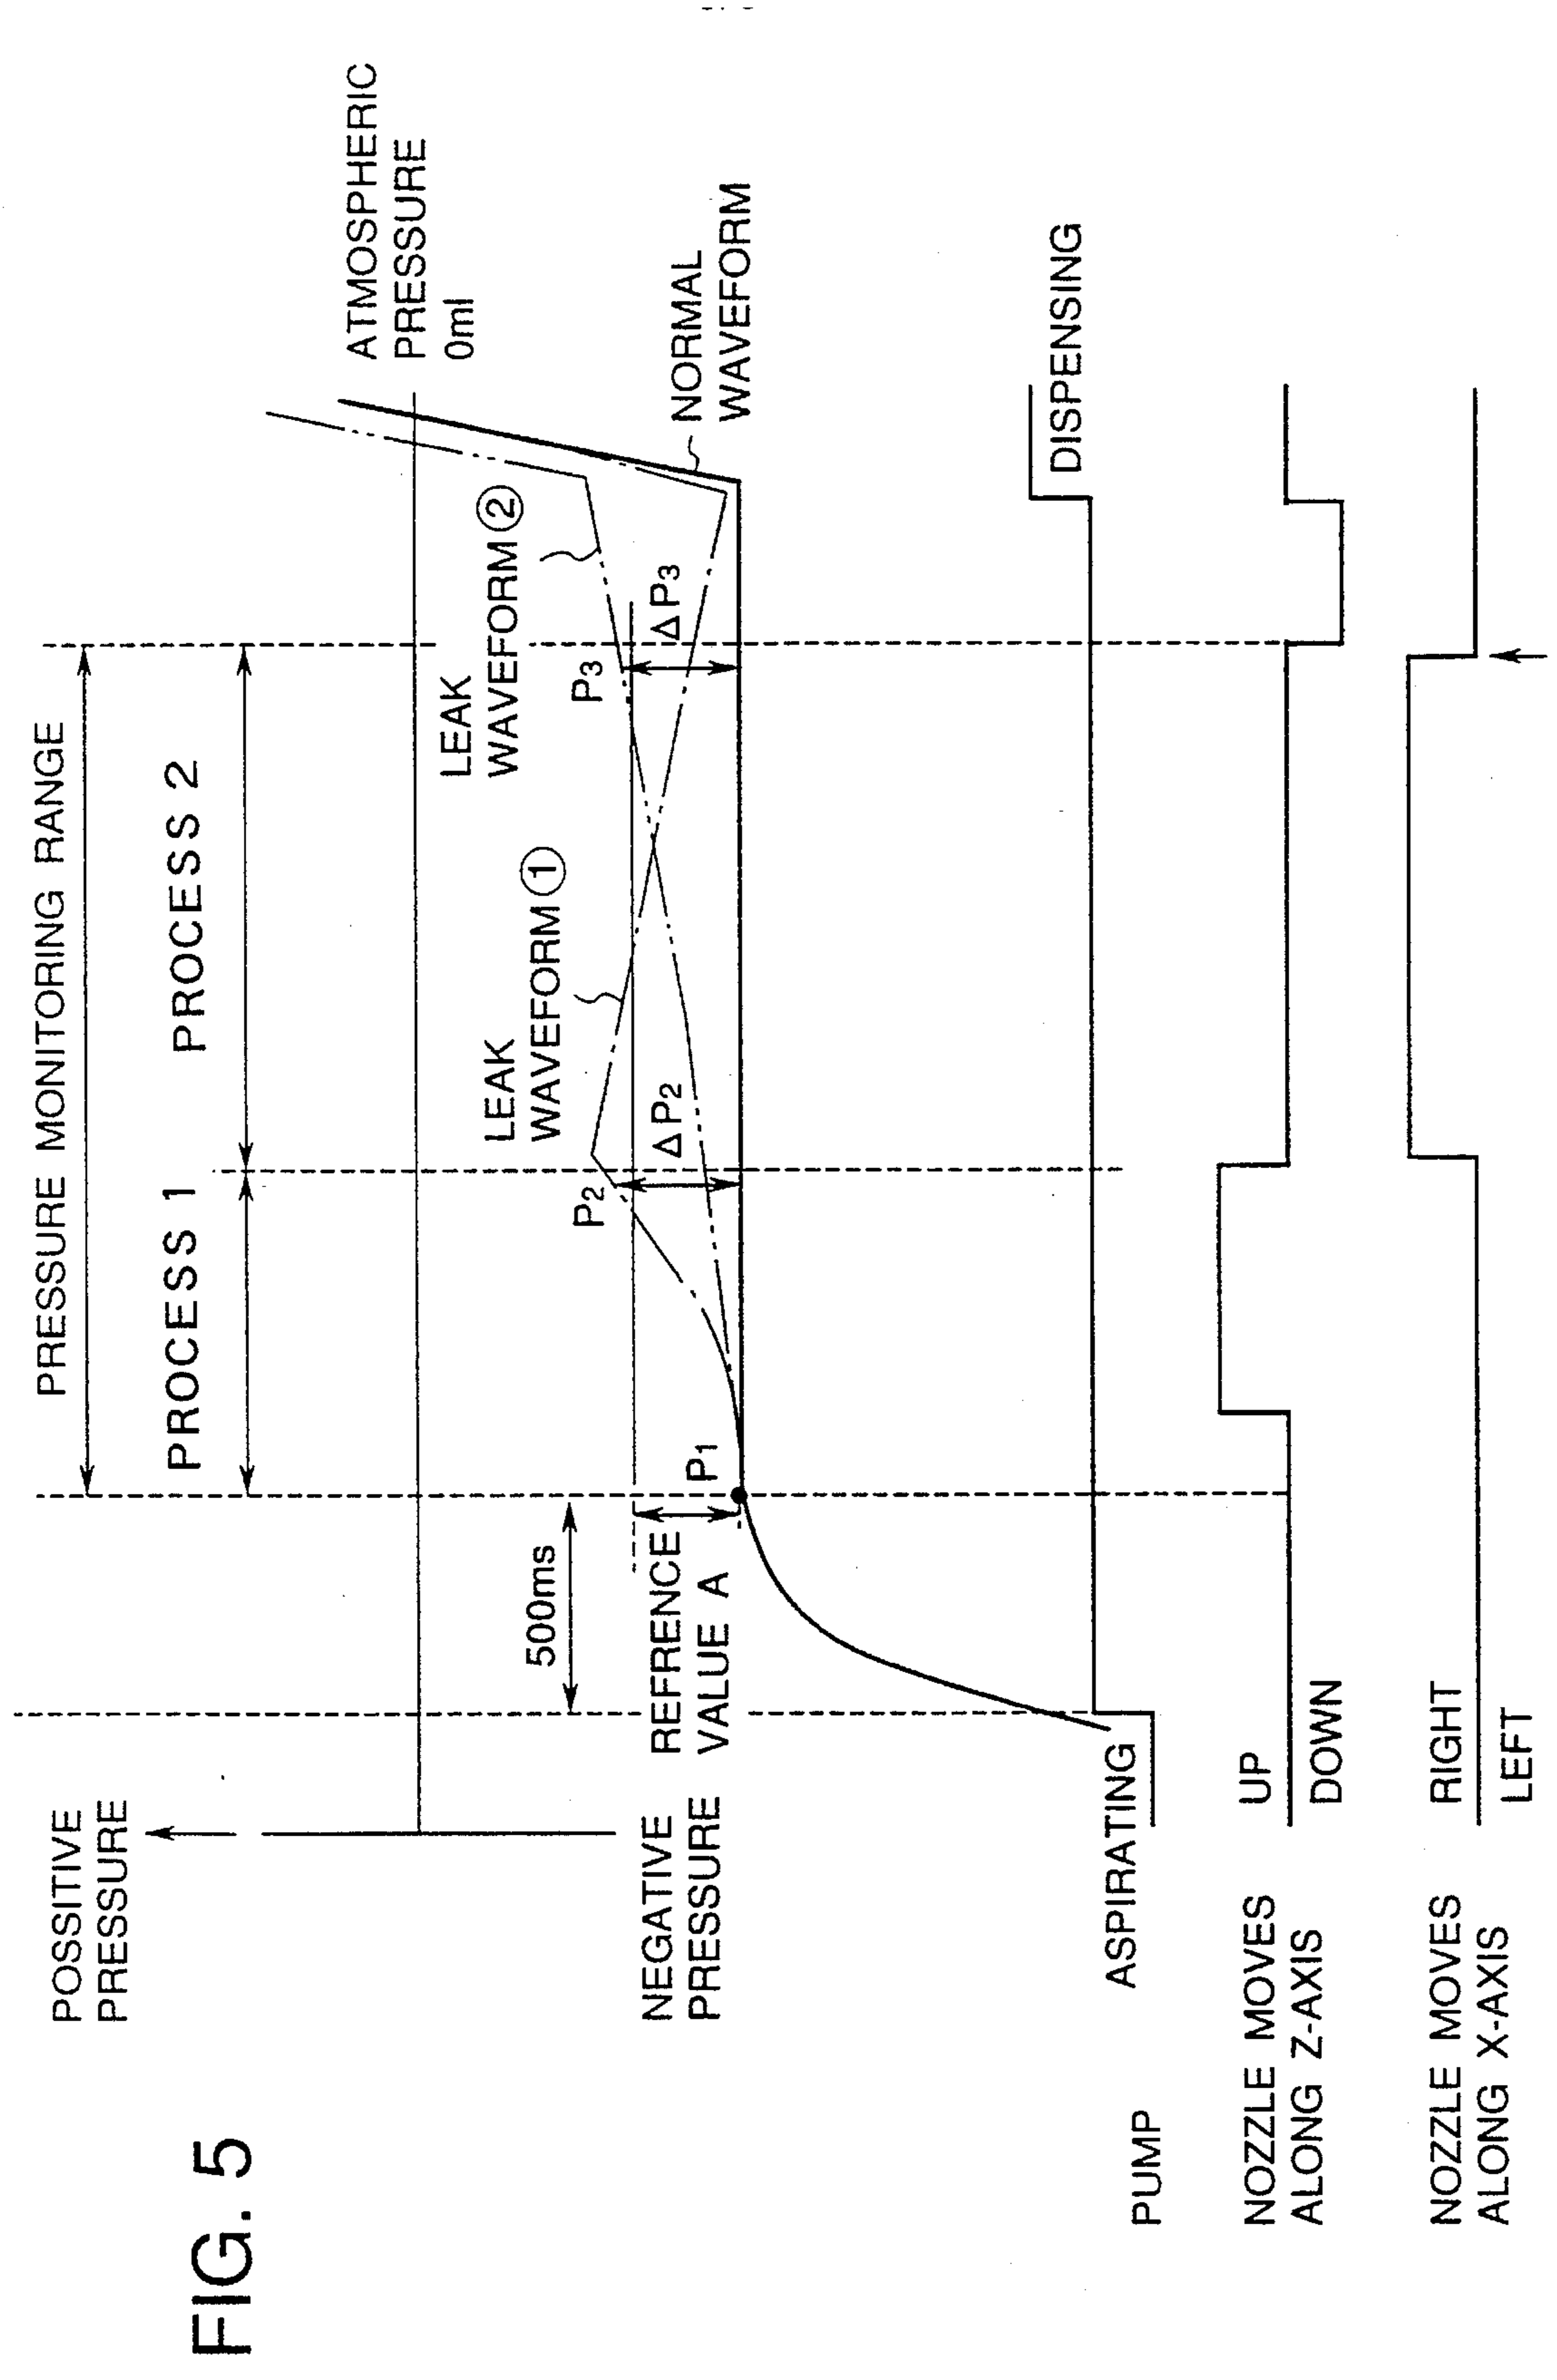 FIG. 5
POSSITIVE
PRESSURE
PRESSURE MONITORING RANGE
PROCESS 1
PROCESS 2
ATMOSPHERIC
PRESSURE
0ml
500ms
LEAK
WAVEFORM ①
LEAK
WAVEFORM ②
NORMAL
WAVEFORM
P2
P3
ΔP2
ΔP3
P1
REFRENCE
VALUE A
NEGATIVE
PRESSURE
PUMP
ASPIRATING
DISPENSING
NOZZLE MOVES
ALONG Z-AXIS
UP
DOWN
NOZZLE MOVES
ALONG X-AXIS
RIGHT
LEFT